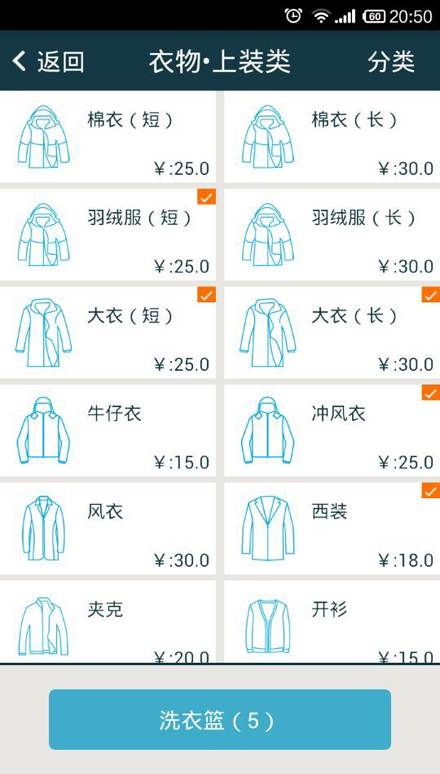 60 20:50
返回 衣物•上装类 分类
棉衣（短） 棉衣（长）
￥:25.0 ￥:30.0
羽绒服（短） 羽绒服（长）
￥:25.0 ￥:30.0
大衣（短） 大衣（长）
￥:25.0 ￥:30.0
牛仔衣 冲风衣
￥:15.0 ￥:25.0
风衣 西装
￥:30.0 ￥:18.0
夹克 开衫
￥:20.0 ￥:15.0
洗衣篮（5）